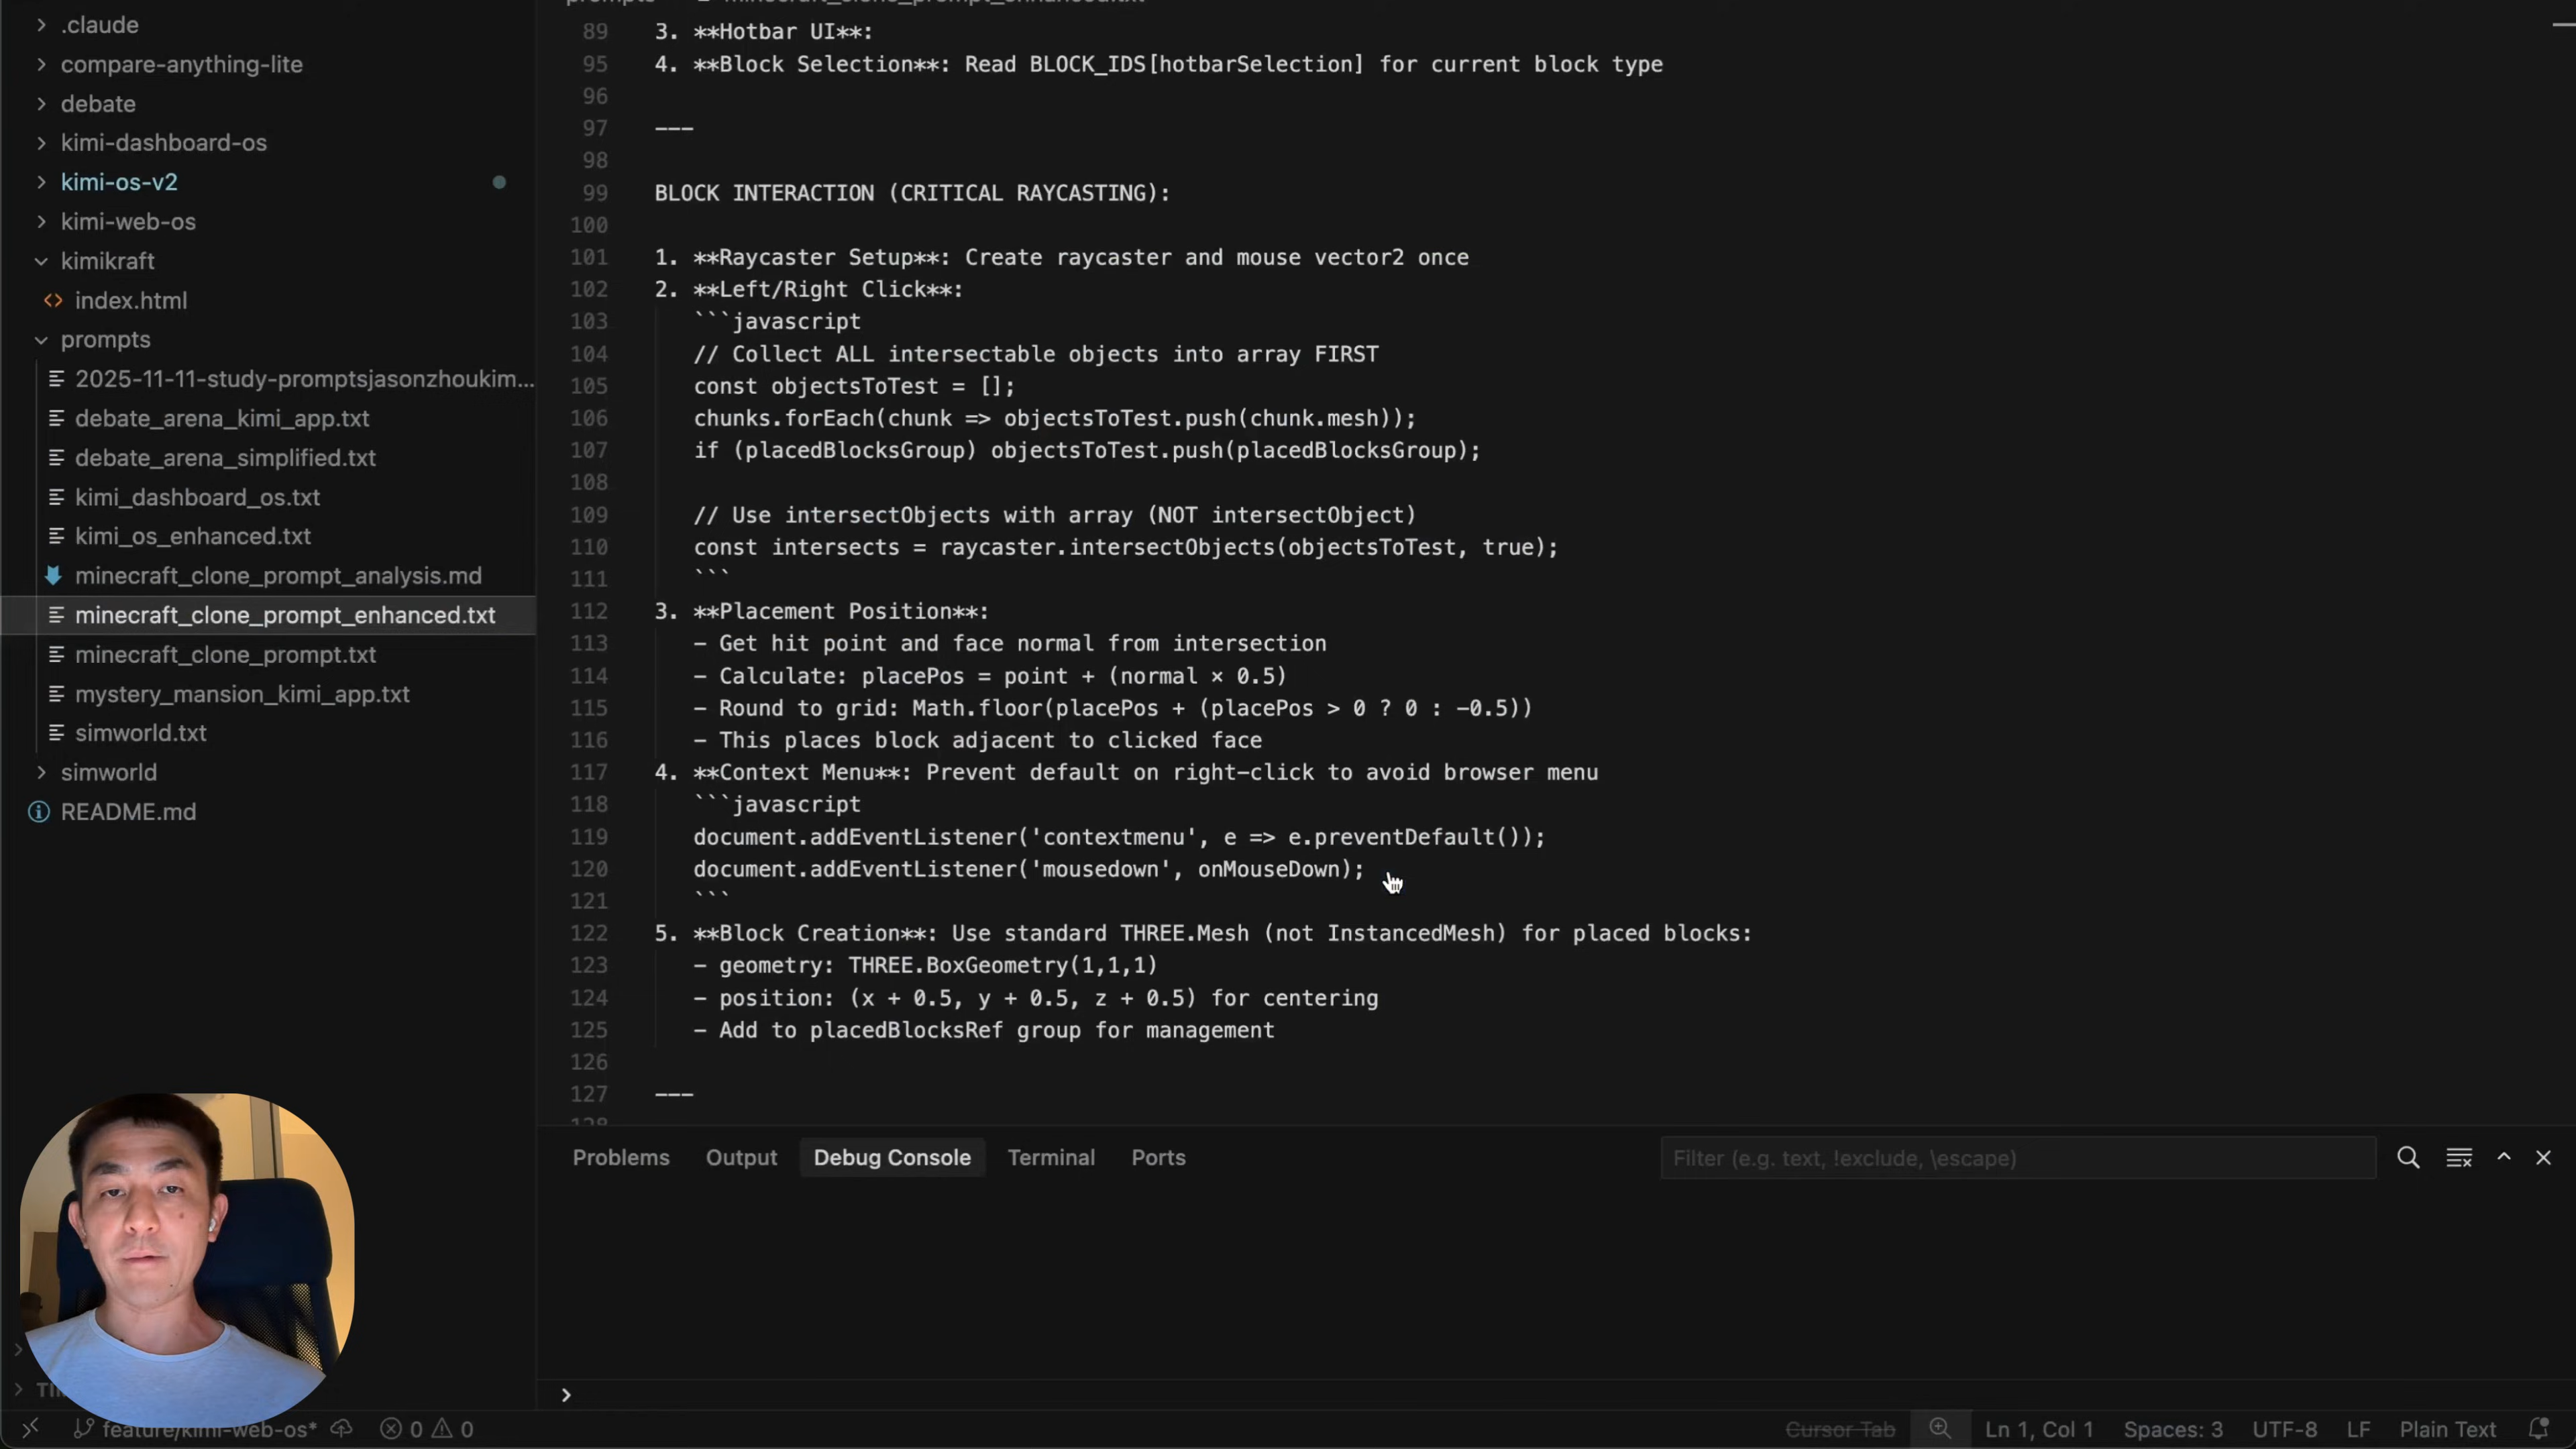 .claude
compare-anything-lite
debate
kimi-dashboard-os
kimi-os-v2
kimi-web-os
kimikraft
index.html
prompts
2025-11-11-study-promptsjasonzhoukim...
debate_arena_kimi_app.txt
debate_arena_simplified.txt
kimi_dashboard_os.txt
kimi_os_enhanced.txt
minecraft_clone_prompt_analysis.md
minecraft_clone_prompt_enhanced.txt
minecraft_clone_prompt.txt
mystery_mansion_kimi_app.txt
simworld.txt
simworld
README.md
89 3. **Hotbar UI**:
95 4. **Block Selection**: Read BLOCK_IDS[hotbarSelection] for current block type
96
97 ---
98
99 BLOCK INTERACTION (CRITICAL RAYCASTING):
100
101 1. **Raycaster Setup**: Create raycaster and mouse vector2 once
102 2. **Left/Right Click**:
103 ```javascript
104 // Collect ALL intersectable objects into array FIRST
105 const objectsToTest = [];
106 chunks.forEach(chunk => objectsToTest.push(chunk.mesh));
107 if (placedBlocksGroup) objectsToTest.push(placedBlocksGroup);
108
109 // Use intersectObjects with array (NOT intersectObject)
110 const intersects = raycaster.intersectObjects(objectsToTest, true);
111 ```
112 3. **Placement Position**:
113 - Get hit point and face normal from intersection
114 - Calculate: placePos = point + (normal × 0.5)
115 - Round to grid: Math.floor(placePos + (placePos > 0 ? 0 : -0.5))
116 - This places block adjacent to clicked face
117 4. **Context Menu**: Prevent default on right-click to avoid browser menu
118 ```javascript
119 document.addEventListener('contextmenu', e => e.preventDefault());
120 document.addEventListener('mousedown', onMouseDown);
121 ```
122 5. **Block Creation**: Use standard THREE.Mesh (not InstancedMesh) for placed blocks:
123 - geometry: THREE.BoxGeometry(1,1,1)
124 - position: (x + 0.5, y + 0.5, z + 0.5) for centering
125 - Add to placedBlocksRef group for management
126
127 ---
Problems Output Debug Console Terminal Ports Filter (e.g. text, !exclude, \escape)
feature/kimi-web-os* 0 0 Cursor Tab Ln 1, Col 1 Spaces: 3 UTF-8 LF Plain Text